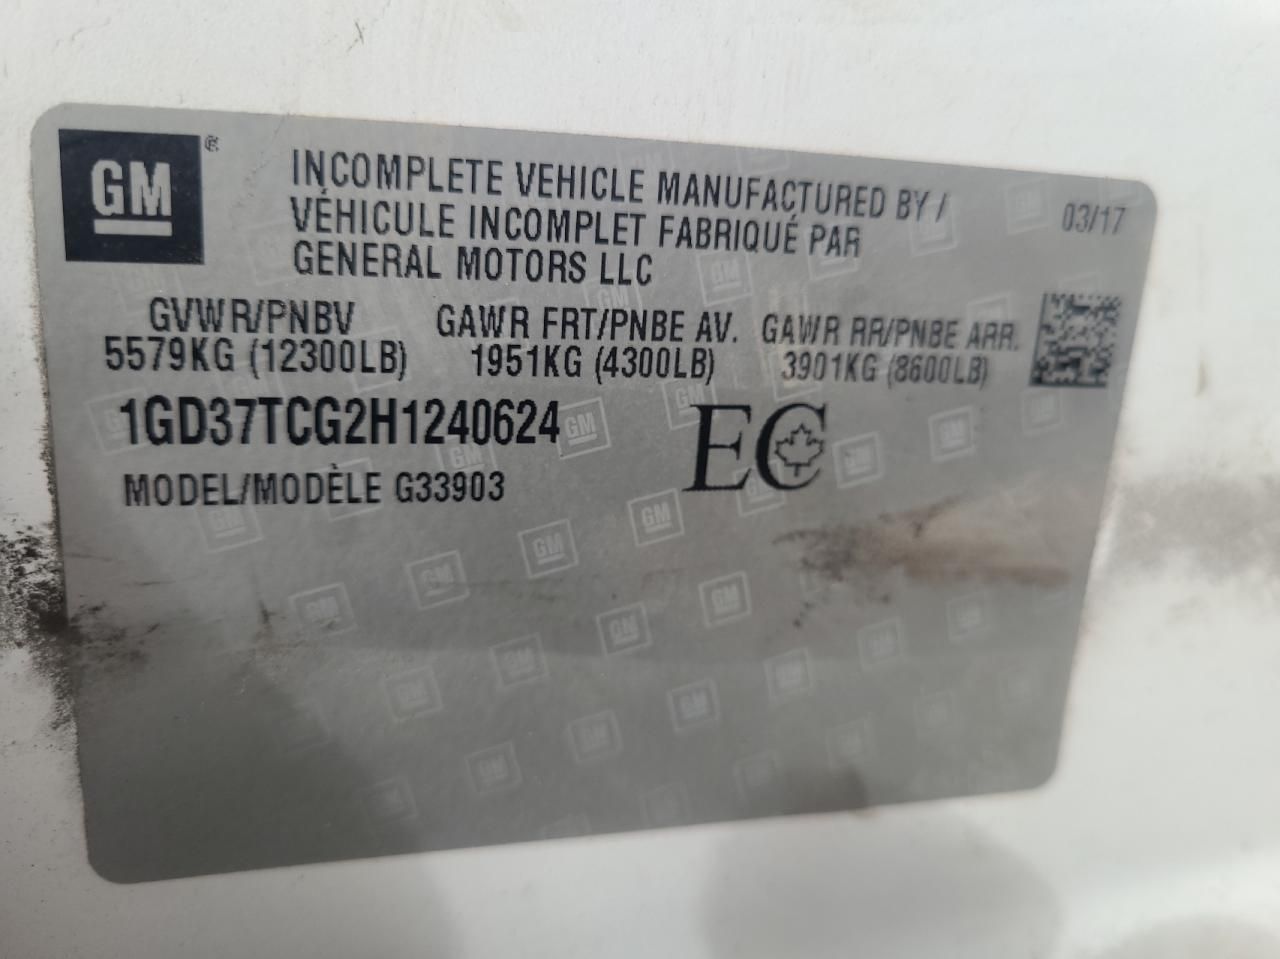 GM®
INCOMPLETE VEHICLE MANUFACTURED BY /
VÉHICULE INCOMPLET FABRIQUÉ PAR
GENERAL MOTORS LLC
03/17
GVWR/PNBV
5579KG (12300LB)
GAWR FRT/PNBE AV.
1951KG (4300LB)
GAWR RR/PNBE ARR.
3901KG (8600LB)
1GD37TCG2H1240624
EC
MODEL/MODÈLE G33903